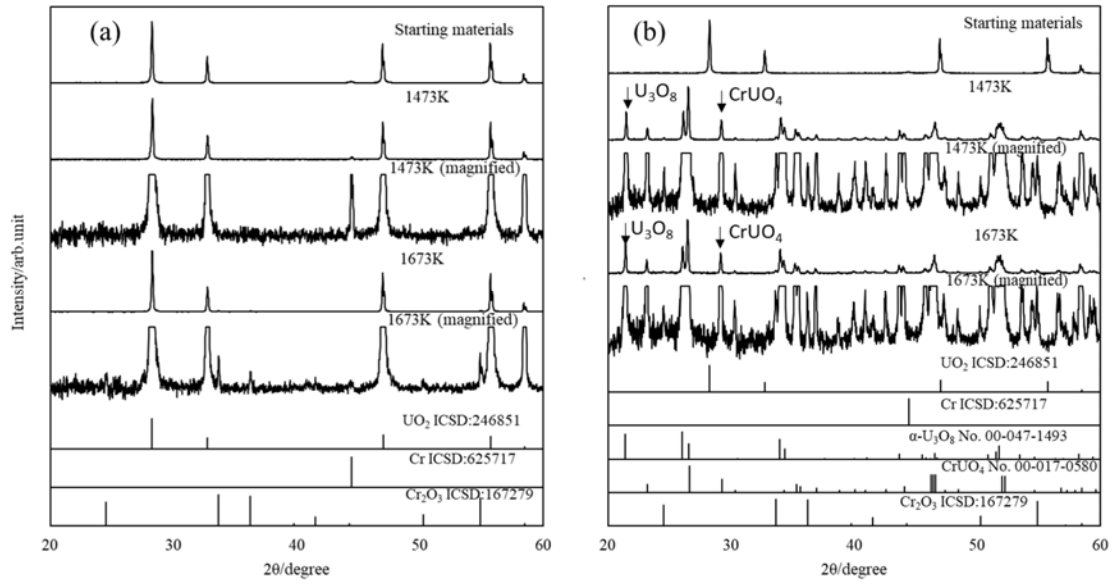 (a)
Starting materials
1473K
1473K (magnified)
1673K
1673K (magnified)
UO₂ ICSD:246851
Cr ICSD:625717
Cr₂O₃ ICSD:167279
20 30 40 50 60
2θ/degree
Intensity/arb.unit
(b)
Starting materials
1473K
U₃O₈ CrUO₄
1473K (magnified)
1673K
U₃O₈ CrUO₄
1673K (magnified)
UO₂ ICSD:246851
Cr ICSD:625717
α-U₃O₈ No. 00-047-1493
CrUO₄ No. 00-017-0580
Cr₂O₃ ICSD:167279
20 30 40 50 60
2θ/degree